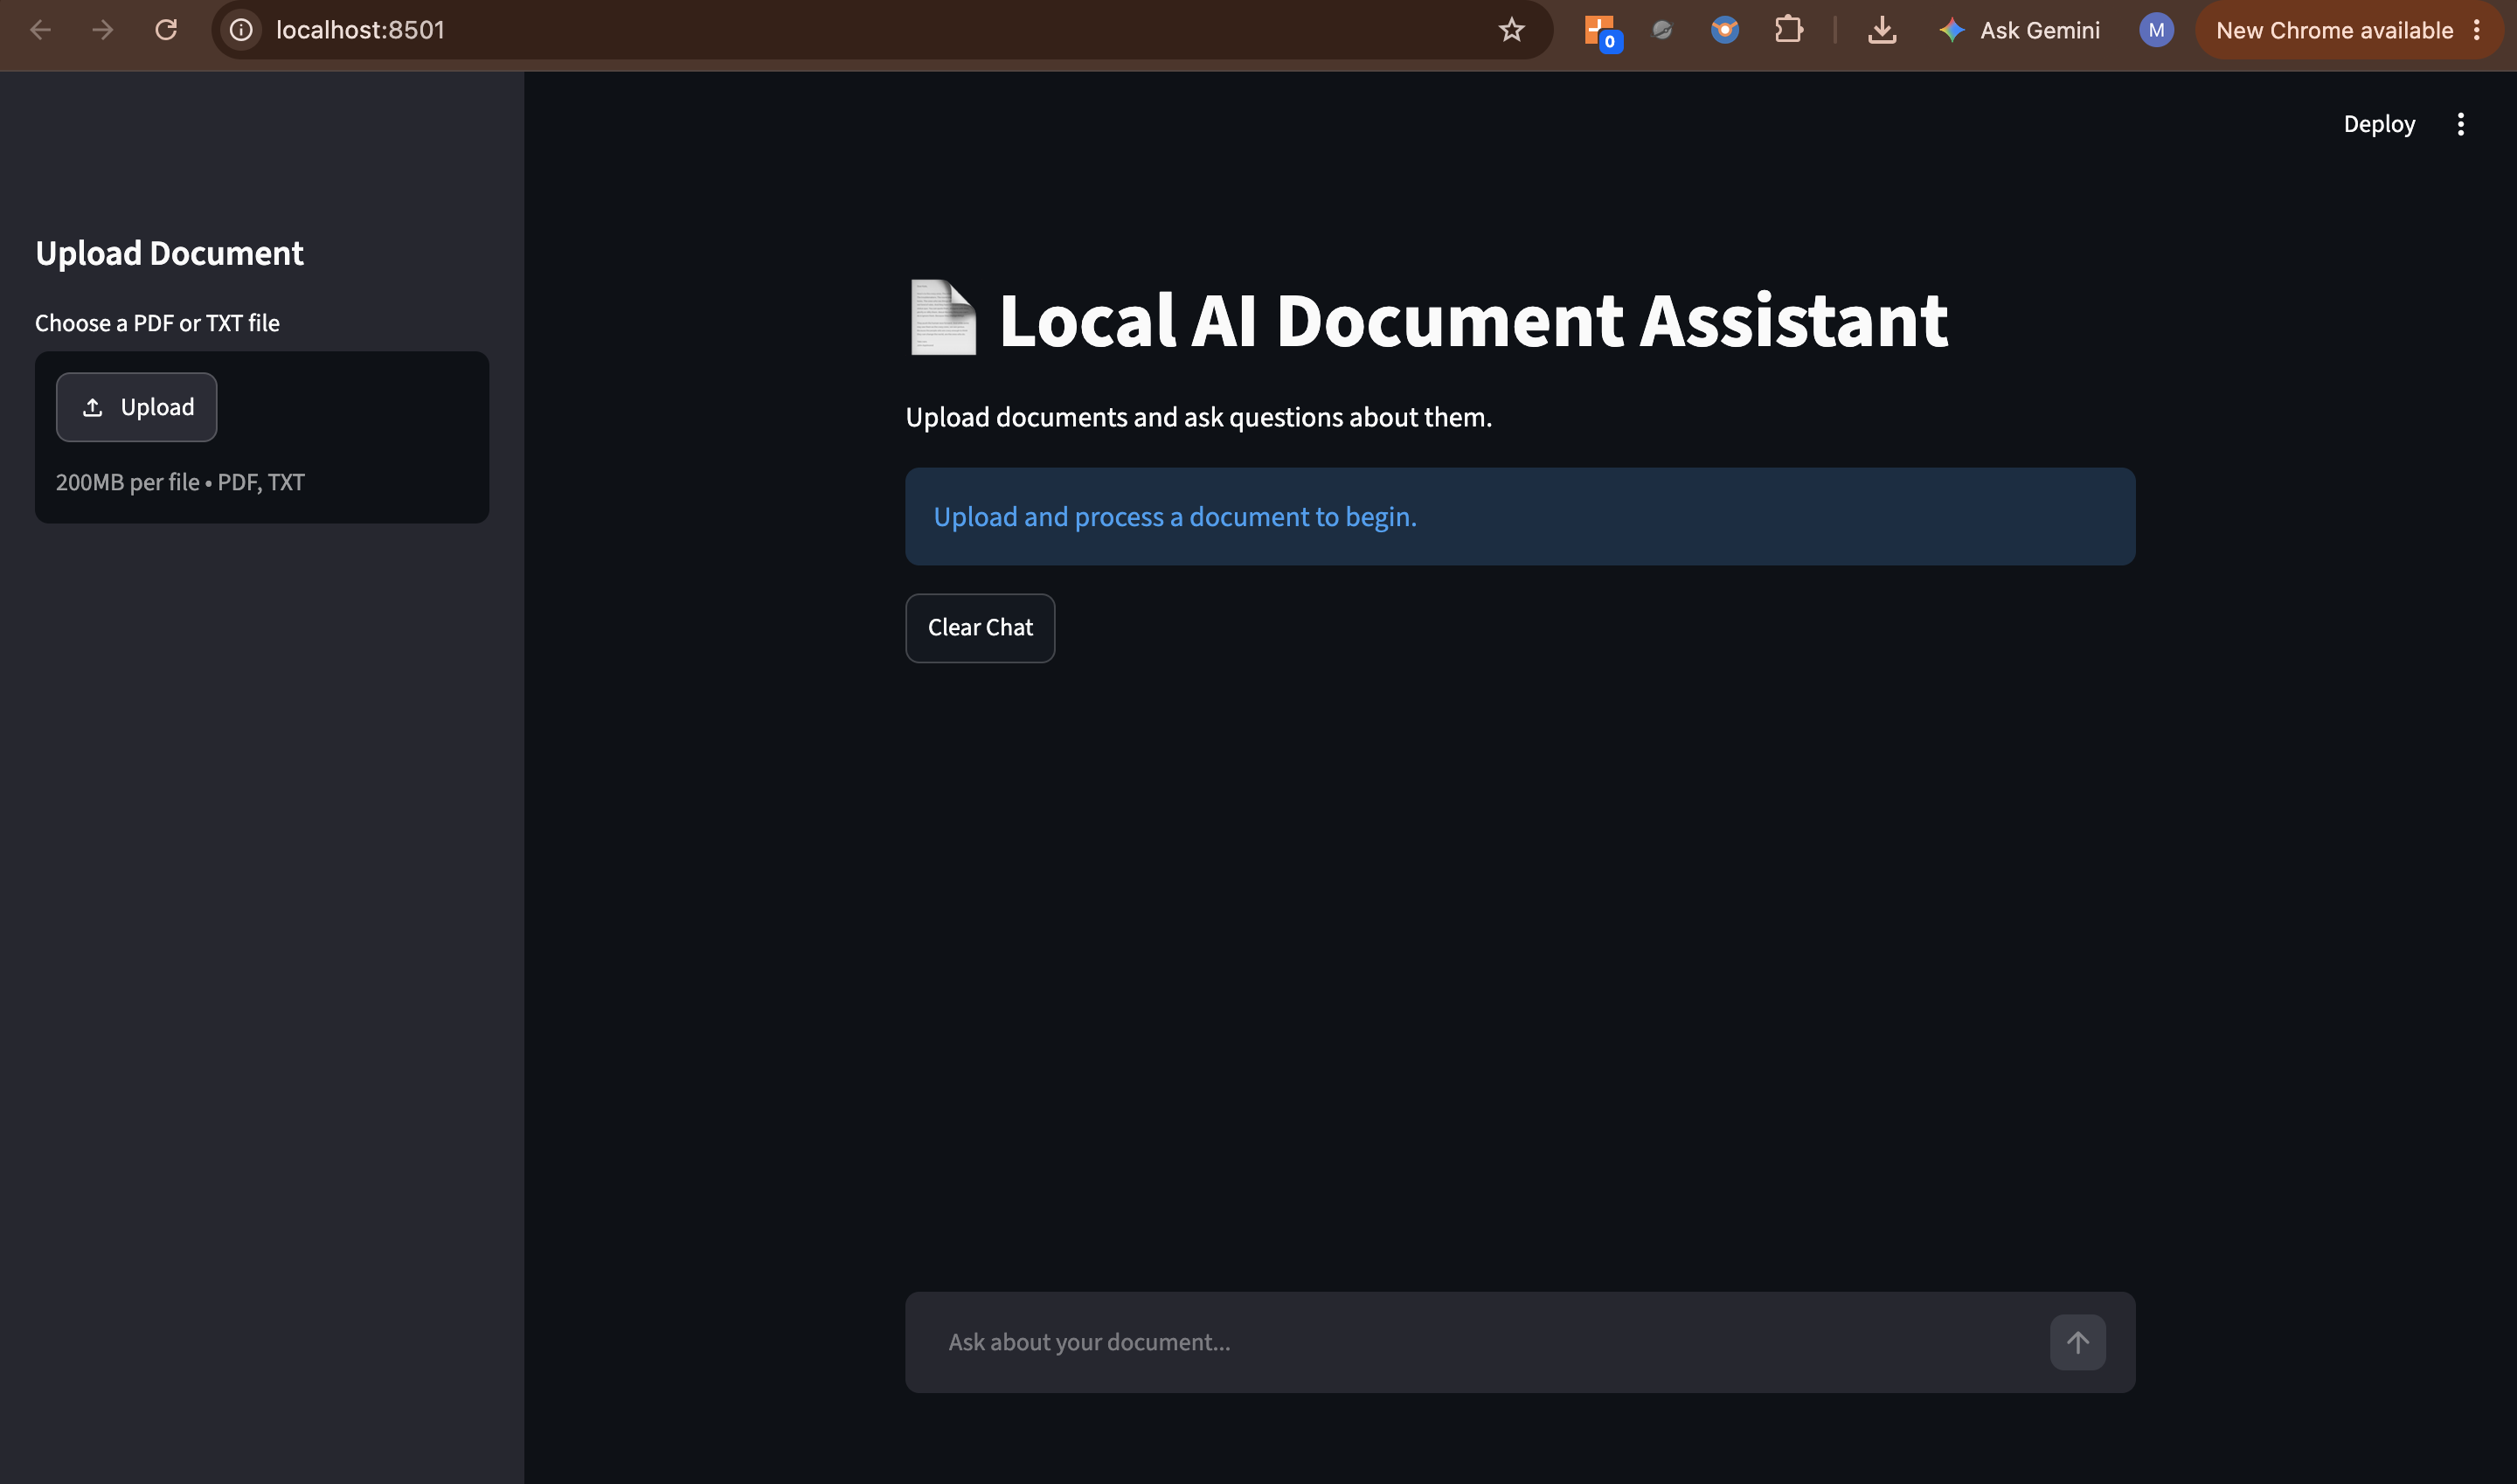 localhost:8501
0
Ask Gemini
M
New Chrome available
Deploy
Upload Document
Choose a PDF or TXT file
Upload
200MB per file • PDF, TXT
Local AI Document Assistant
Upload documents and ask questions about them.
Upload and process a document to begin.
Clear Chat
Ask about your document...